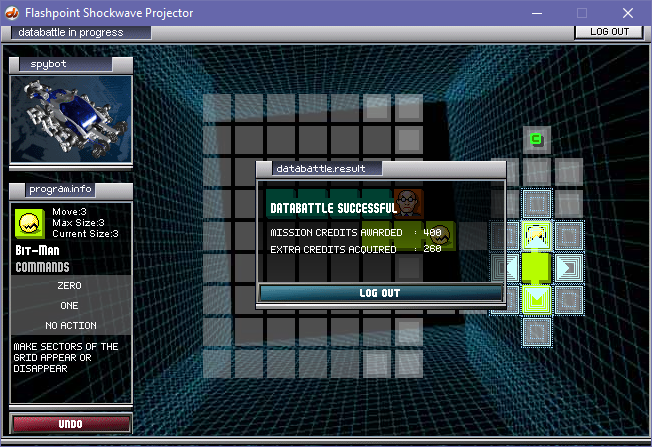 Flashpoint Shockwave Projector
databattle in progress
LOG OUT
spybot
program.info
Move:3
Max Size:3
Current Size:3
BIT-MAN
COMMANDS
ZERO
ONE
NO ACTION
MAKE SECTORS OF THE
GRID APPEAR OR
DISAPPEAR
UNDO
databattle.result
DATABATTLE SUCCESSFUL
MISSION CREDITS AWARDED : 400
EXTRA CREDITS ACQUIRED : 260
LOG OUT